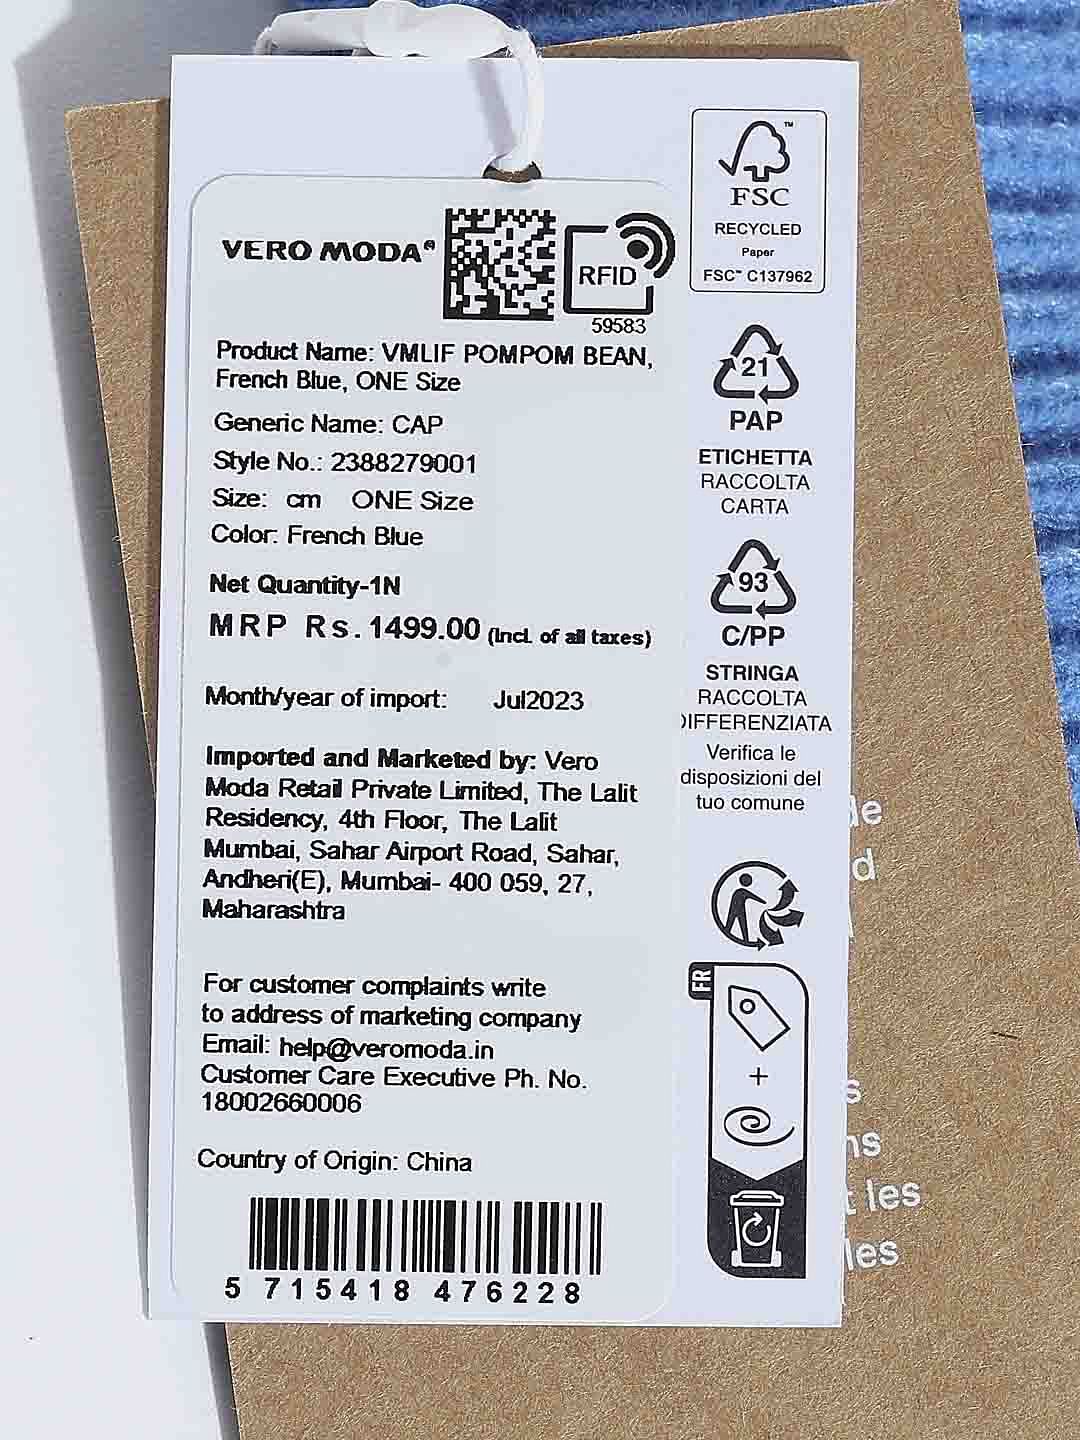 VERO MODA®
RFID
59583
Product Name: VMLIF POMPOM BEAN,
French Blue, ONE Size
Generic Name: CAP
Style No.: 2388279001
Size: cm ONE Size
Color: French Blue
Net Quantity-1N
MRP Rs.1499.00 (Incl. of all taxes)
Month/year of import: Jul2023
Imported and Marketed by: Vero
Moda Retail Private Limited, The Lalit
Residency, 4th Floor, The Lalit
Mumbai, Sahar Airport Road, Sahar,
Andheri(E), Mumbai- 400 059, 27,
Maharashtra
For customer complaints write
to address of marketing company
Email: help@veromoda.in
Customer Care Executive Ph. No.
18002660006
Country of Origin: China
5 715418 476228
™
FSC
RECYCLED
Paper
FSC™ C137962
21
PAP
ETICHETTA
RACCOLTA
CARTA
93
C/PP
STRINGA
RACCOLTA
DIFFERENZIATA
Verifica le
disposizioni del
tuo comune
FR
+
les